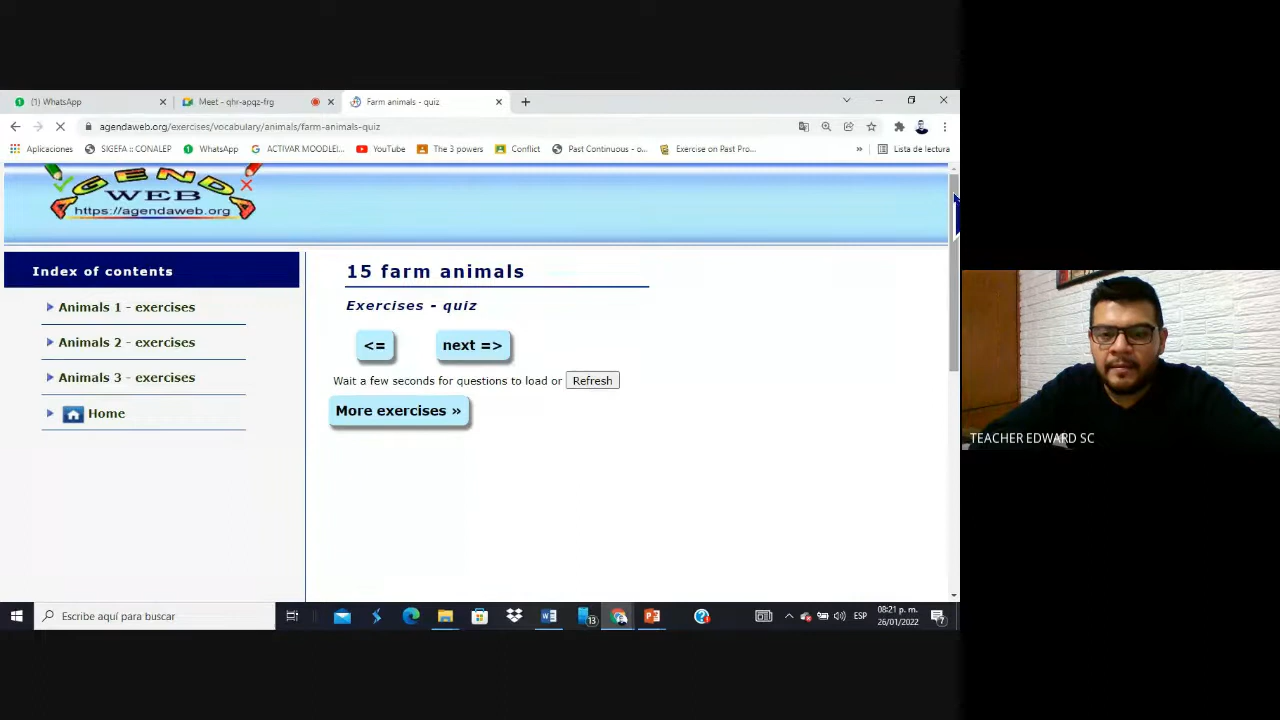 (1) WhatsApp
Meet - qhr-apqz-frg
Farm animals - quiz
agendaweb.org/exercises/vocabulary/animals/farm-animals-quiz
Aplicaciones
SIGEFA :: CONALEP
WhatsApp
ACTIVAR MOODLE|...
YouTube
The 3 powers
Conflict
Past Continuous - o...
Exercise on Past Pro...
»
Lista de lectura
GENDA
WEB
https://agendaweb.org
Index of contents
Animals 1 - exercises
Animals 2 - exercises
Animals 3 - exercises
Home
15 farm animals
Exercises - quiz
<=
next =>
Wait a few seconds for questions to load or Refresh
More exercises »
TEACHER EDWARD SC
Escribe aquí para buscar
13
ESP
08:21 p. m.
26/01/2022
7